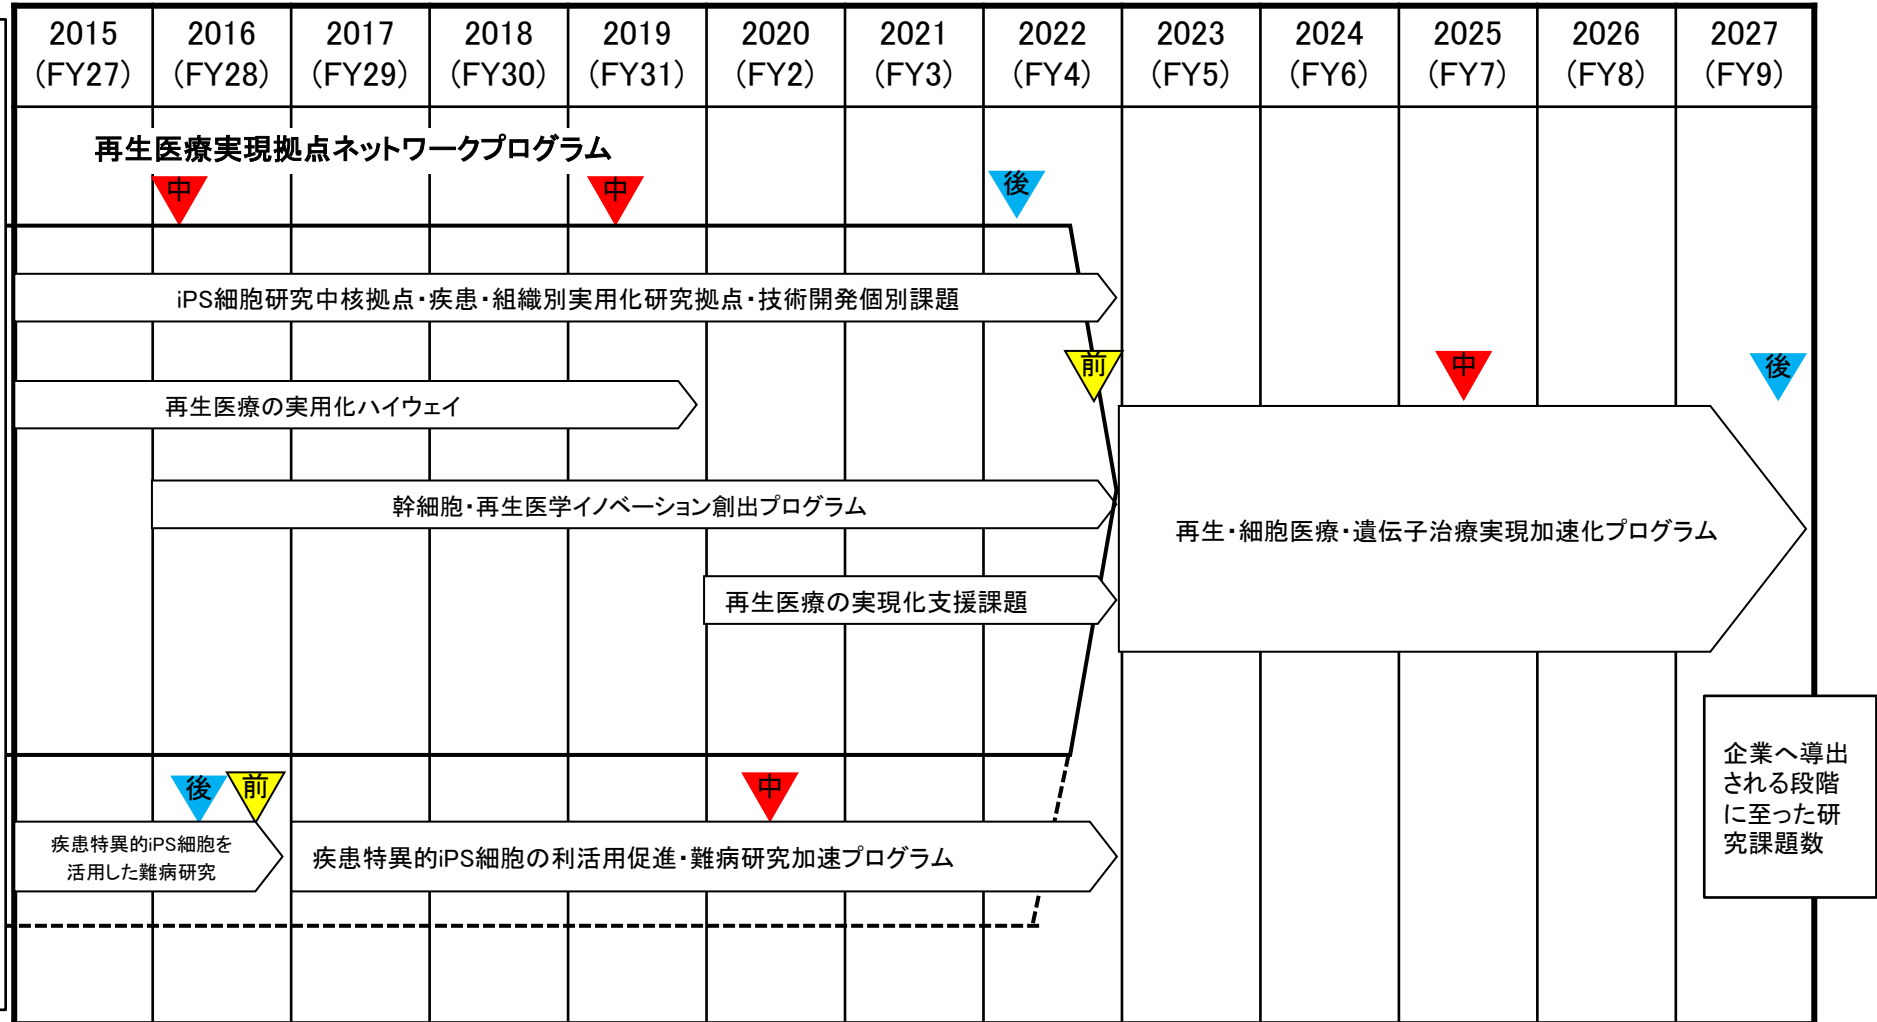 2015
(FY27)
2016
(FY28)
2017
(FY29)
2018
(FY30)
2019
(FY31)
2020
(FY2)
2021
(FY3)
2022
(FY4)
2023
(FY5)
2024
(FY6)
2025
(FY7)
2026
(FY8)
2027
(FY9)
再生医療実現拠点ネットワークプログラム
中
中
後
iPS細胞研究中核拠点・疾患・組織別実用化研究拠点・技術開発個別課題
前
中
後
再生医療の実用化ハイウェイ
幹細胞・再生医学イノベーション創出プログラム
再生・細胞医療・遺伝子治療実現加速化プログラム
再生医療の実現化支援課題
後
前
中
疾患特異的iPS細胞を
活用した難病研究
疾患特異的iPS細胞の利活用促進・難病研究加速プログラム
企業へ導出
される段階
に至った研
究課題数